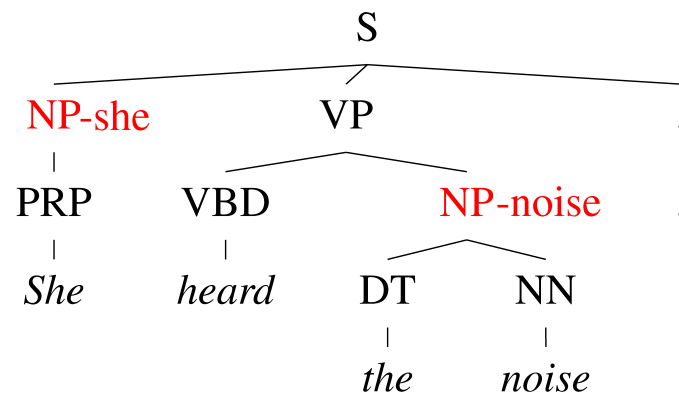 S
NP-she VP
PRP VBD NP-noise
She heard DT NN
the noise